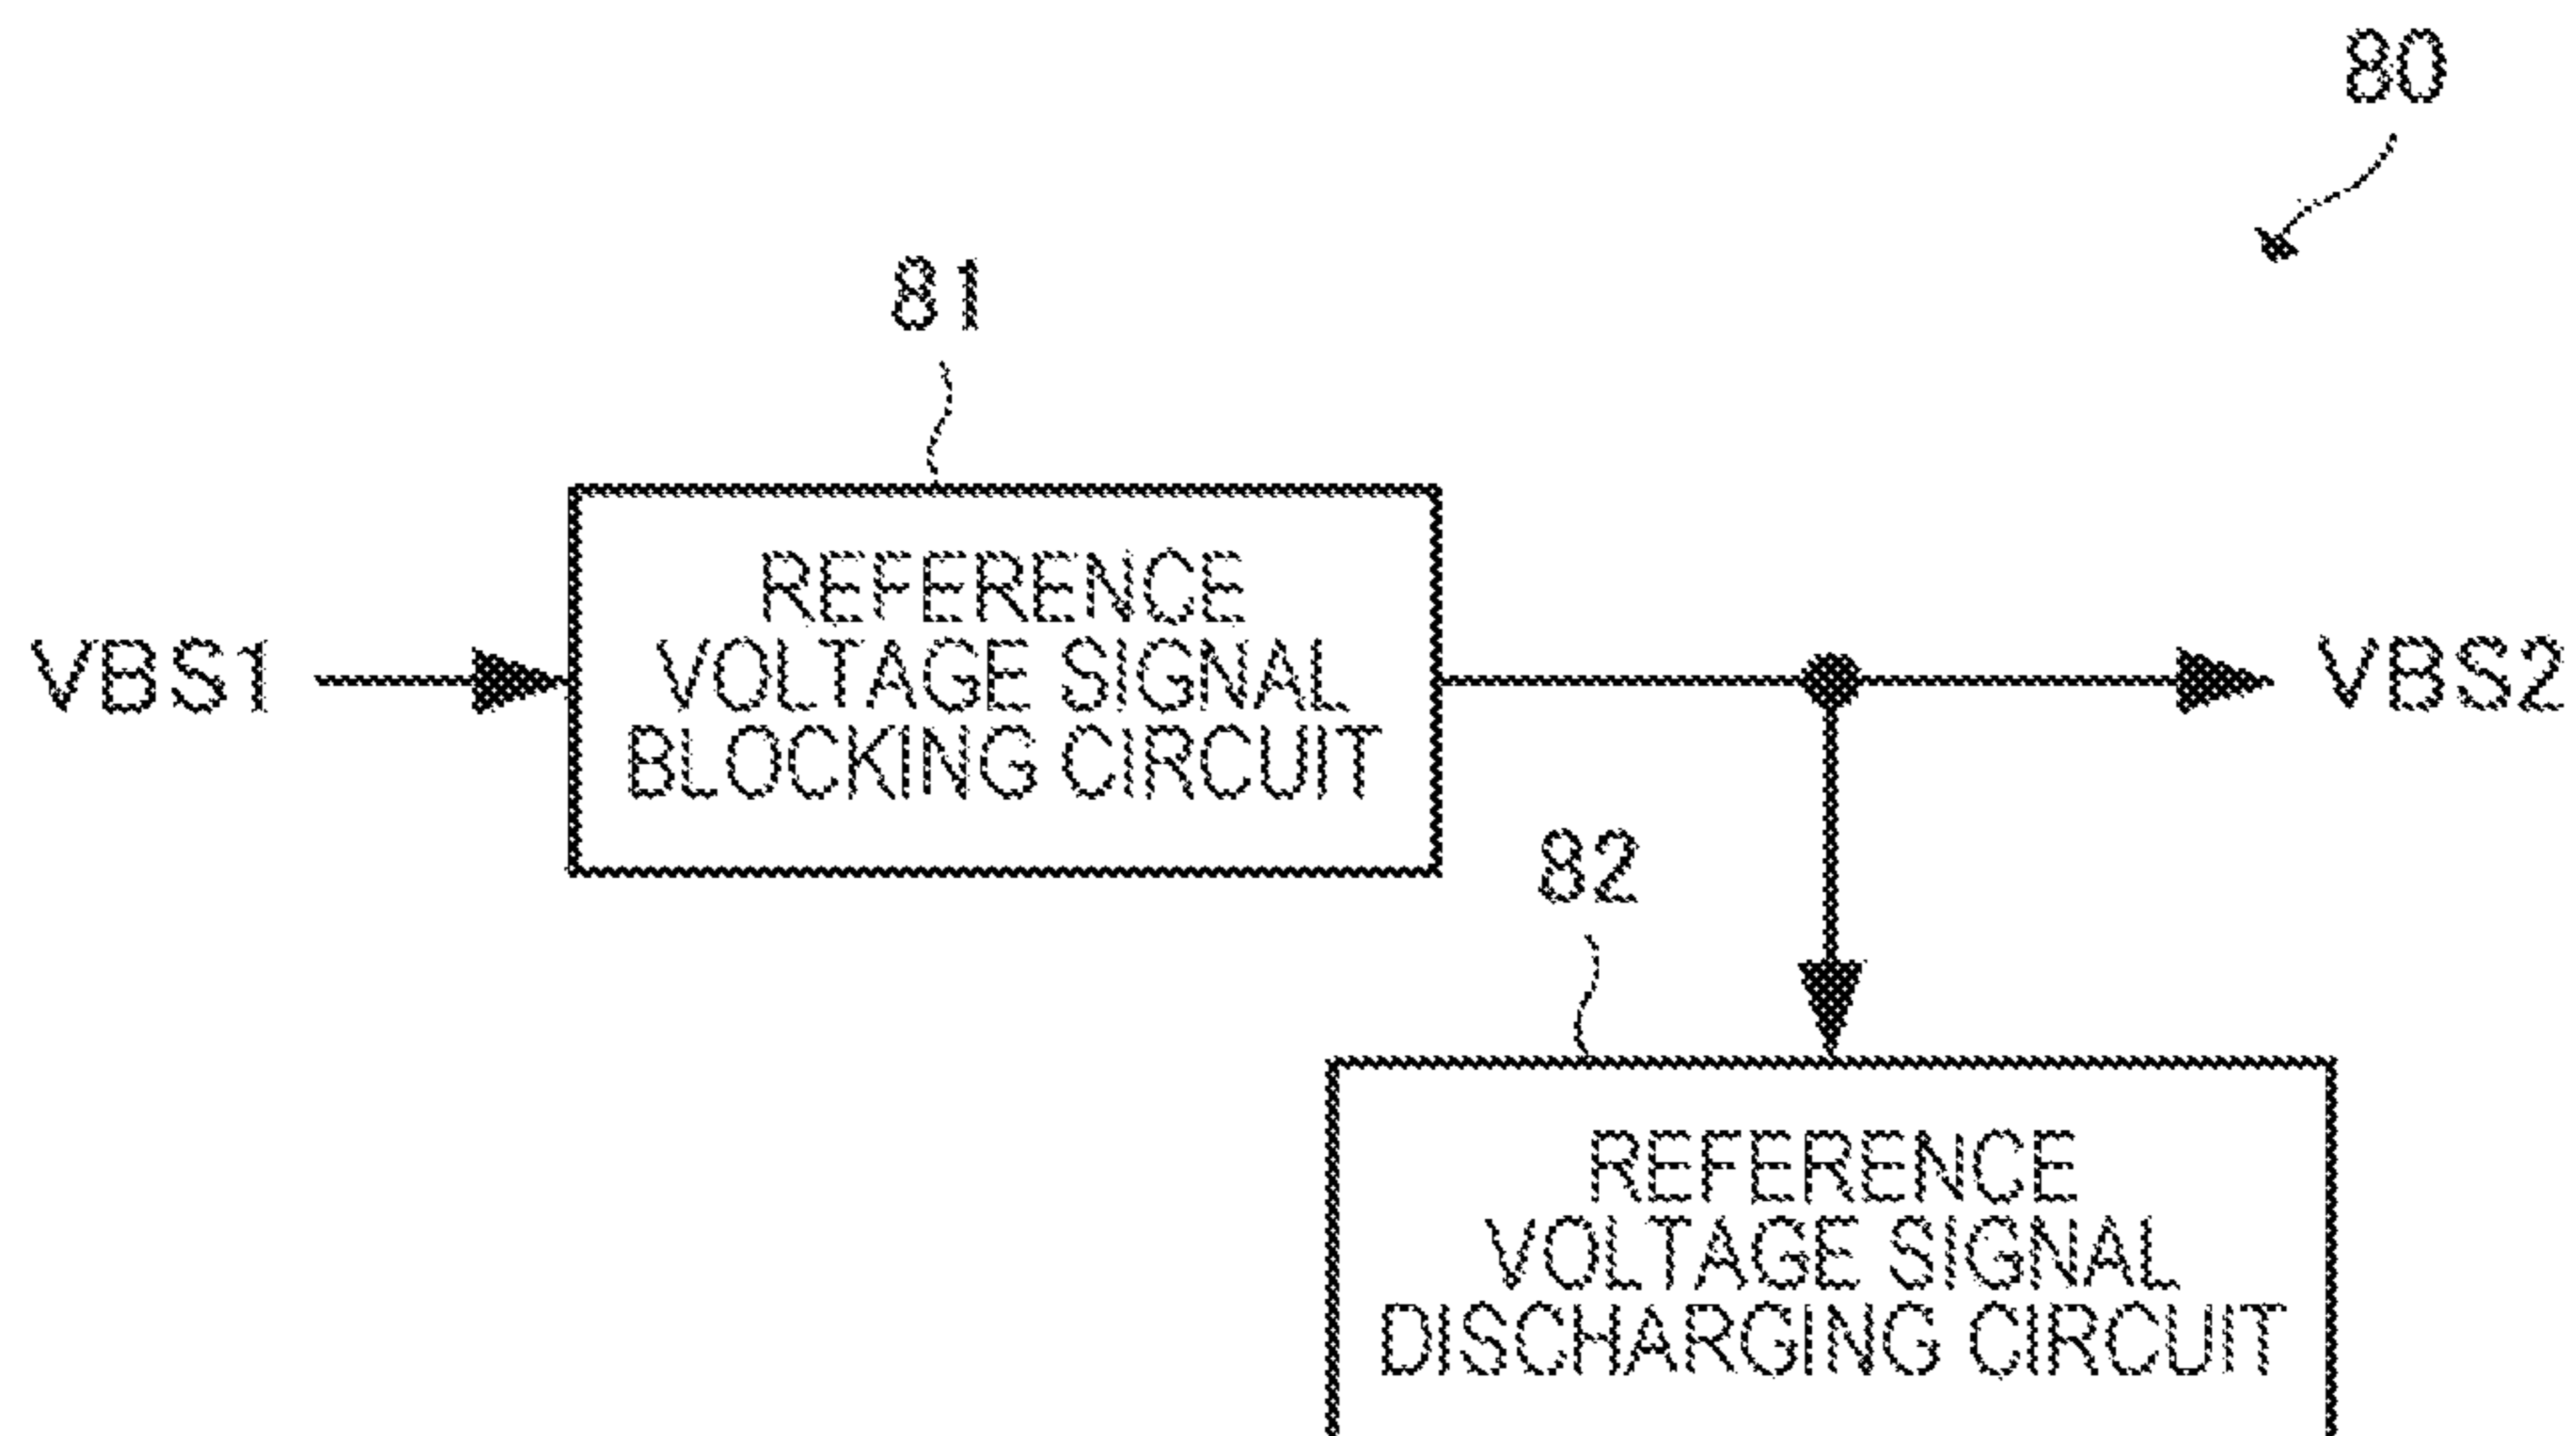 80
81
REFERENCE
VOLTAGE SIGNAL
BLOCKING CIRCUIT
VBS1
VBS2
82
REFERENCE
VOLTAGE SIGNAL
DISCHARGING CIRCUIT